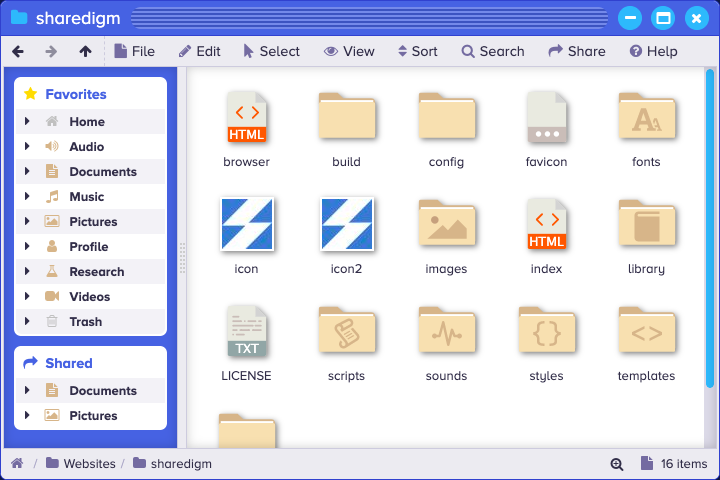 sharedigm
File Edit Select View Sort Search Share Help
Favorites
Home
Audio
Documents
Music
Pictures
Profile
Research
Videos
Trash
Shared
Documents
Pictures
HTML
browser build config favicon fonts
HTML
icon icon2 images index library
TXT
LICENSE scripts sounds styles templates
/ Websites / sharedigm
16 items